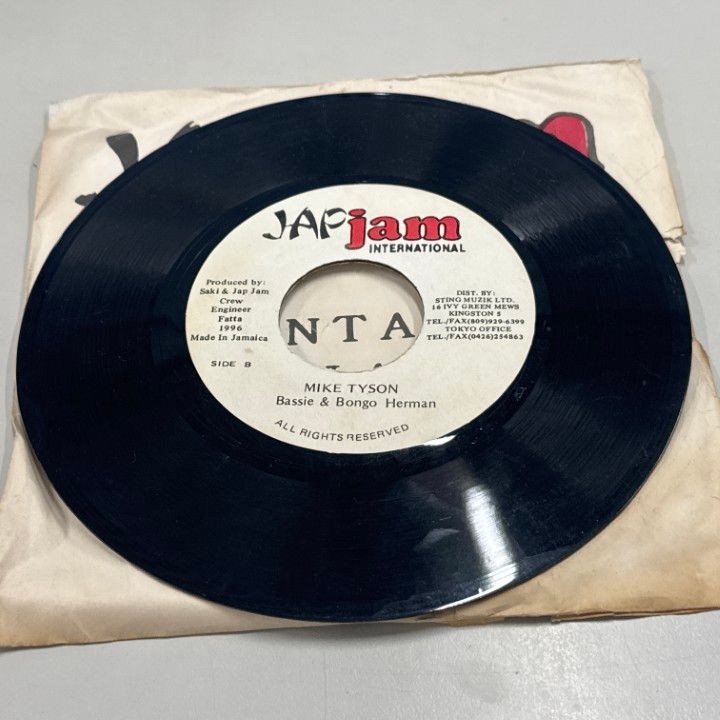 JAPjam
INTERNATIONAL
Produced by:
Saki & Jap Jam
Crew
Engineer
Fatta
1996
Made In Jamaica
DIST. BY:
STING MUZIK LTD.
16 IVY GREEN MEWS
KINGSTON 5
TEL./FAX(809)929-6399
TOKYO OFFICE
TEL./FAX(0426)254863
NTA
SIDE B
MIKE TYSON
Bassie & Bongo Herman
ALL RIGHTS RESERVED